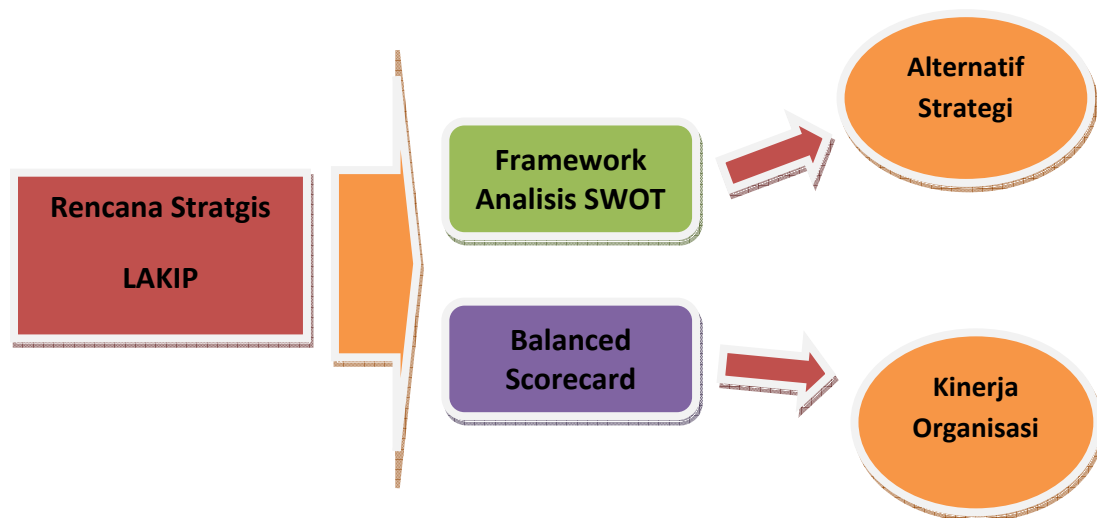 Rencana Stratgis
LAKIP
Framework
Analisis SWOT
Balanced
Scorecard
Alternatif
Strategi
Kinerja
Organisasi